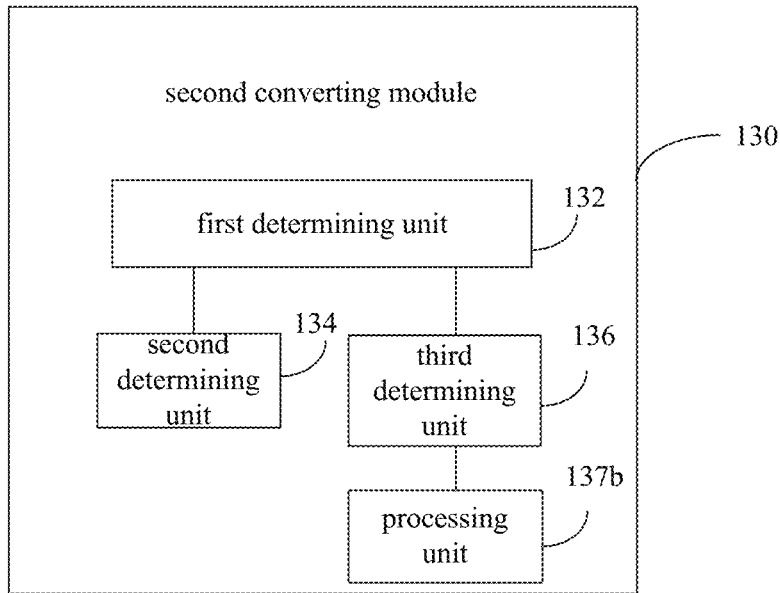 second converting module
130
132
first determining unit
134
second
determining
unit
136
third
determining
unit
137b
processing
unit